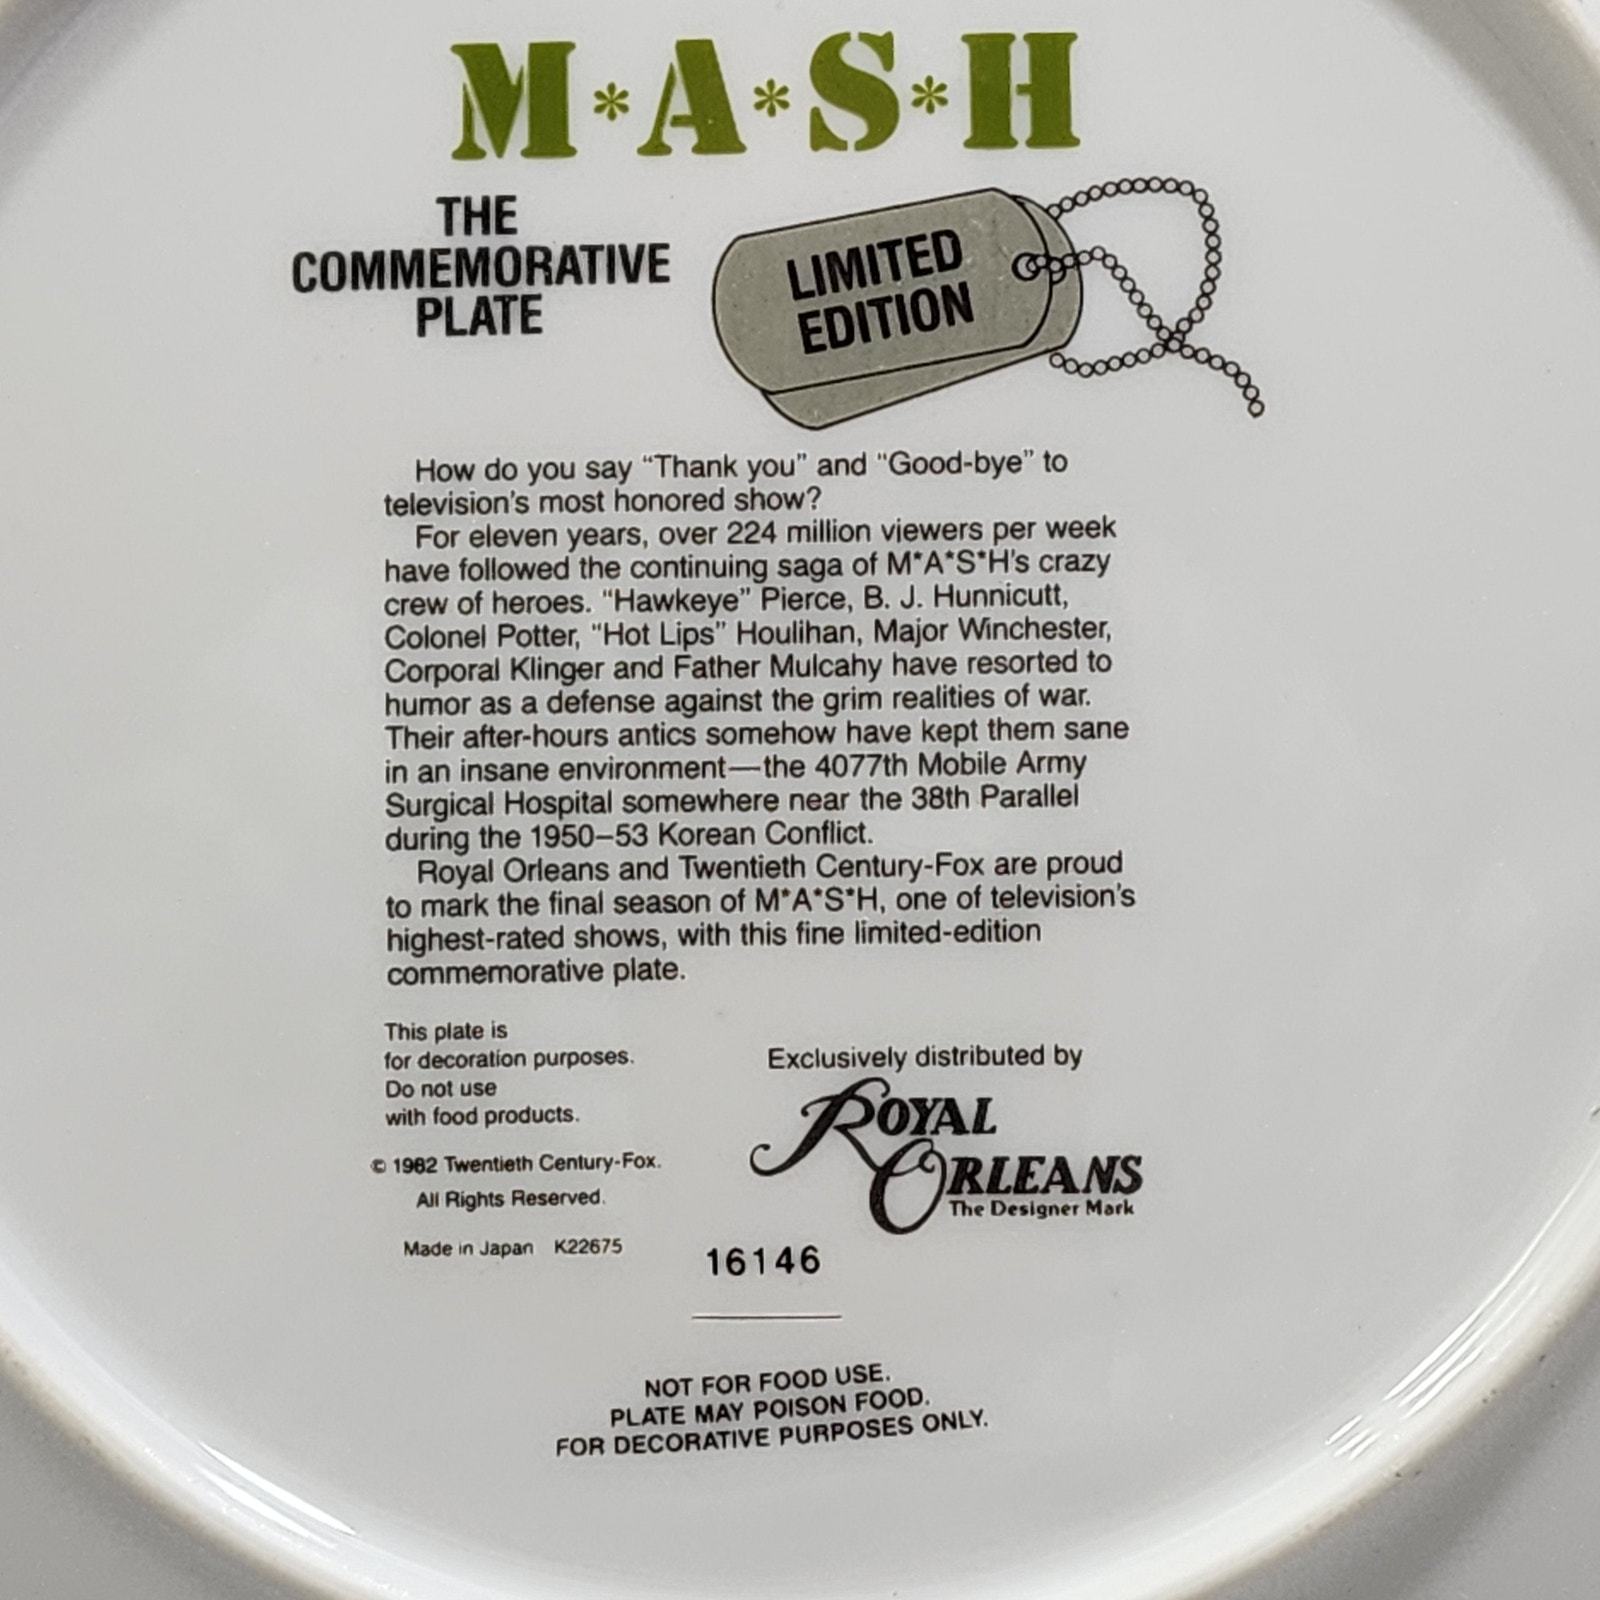 M*A*S*H
THE
COMMEMORATIVE
PLATE
LIMITED
EDITION
How do you say “Thank you” and “Good-bye” to
television's most honored show?
For eleven years, over 224 million viewers per week
have followed the continuing saga of M*A*S*H's crazy
crew of heroes. “Hawkeye” Pierce, B. J. Hunnicutt,
Colonel Potter, “Hot Lips” Houlihan, Major Winchester,
Corporal Klinger and Father Mulcahy have resorted to
humor as a defense against the grim realities of war.
Their after-hours antics somehow have kept them sane
in an insane environment—the 4077th Mobile Army
Surgical Hospital somewhere near the 38th Parallel
during the 1950–53 Korean Conflict.
Royal Orleans and Twentieth Century-Fox are proud
to mark the final season of M*A*S*H, one of television's
highest-rated shows, with this fine limited-edition
commemorative plate.
This plate is
for decoration purposes.
Do not use
with food products.
© 1982 Twentieth Century-Fox.
All Rights Reserved.
Made in Japan K22675
Exclusively distributed by
ROYAL
ORLEANS
The Designer Mark
16146
NOT FOR FOOD USE.
PLATE MAY POISON FOOD.
FOR DECORATIVE PURPOSES ONLY.